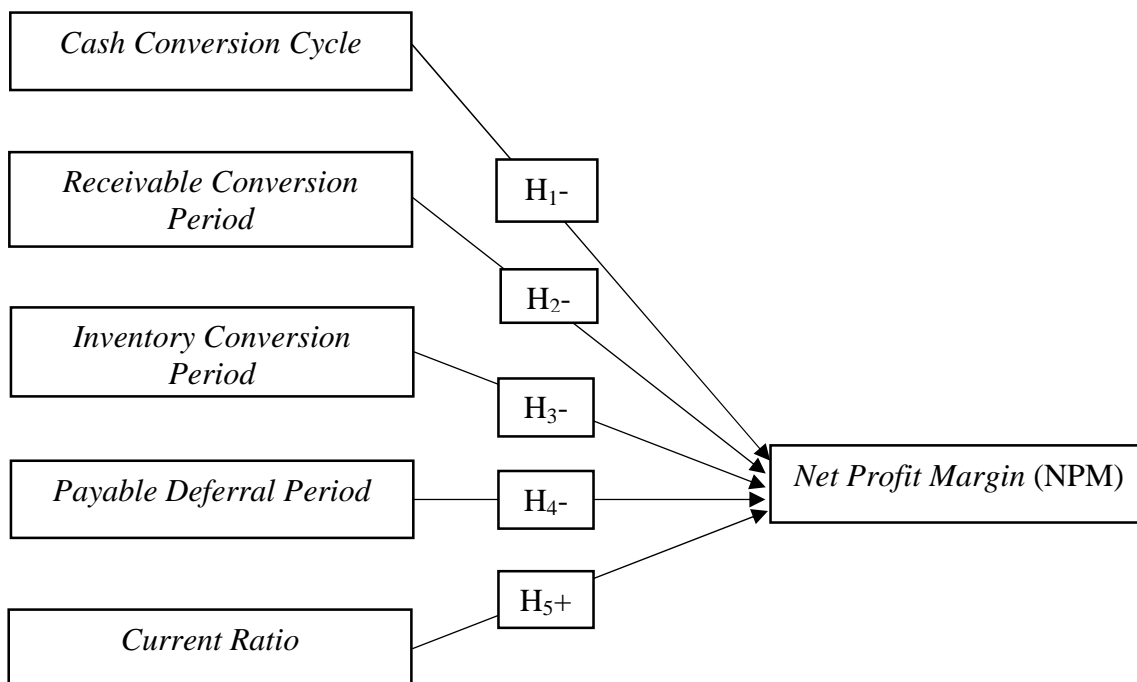 Cash Conversion Cycle
Receivable Conversion
Period
H₁-
H₂-
Inventory Conversion
Period
H₃-
Net Profit Margin (NPM)
Payable Deferral Period
H₄-
H₅+
Current Ratio